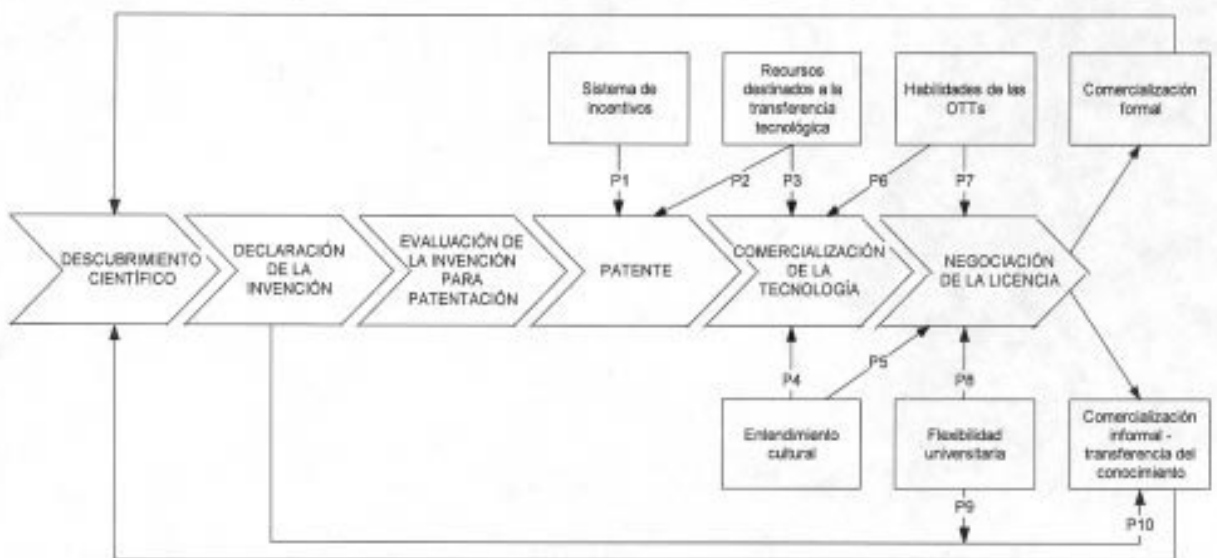 Sistema de
incentivos
Recursos
destinados a la
transferencia
tecnológica
Habilidades de las
OTTs
Comercialización
formal
P1
P2
P3
P6
P7
DESCUBRIMIENTO
CIENTÍFICO
DECLARACIÓN
DE LA
INVENCIÓN
EVALUACIÓN DE
LA INVENCIÓN
PARA
PATENTACIÓN
PATENTE
COMERCIALIZACIÓN
DE LA
TECNOLOGÍA
NEGOCIACIÓN
DE LA LICENCIA
P4
P5
P8
Entendimiento
cultural
Flexibilidad
universitaria
Comercialización
informal -
transferencia del
conocimiento
P9
P10